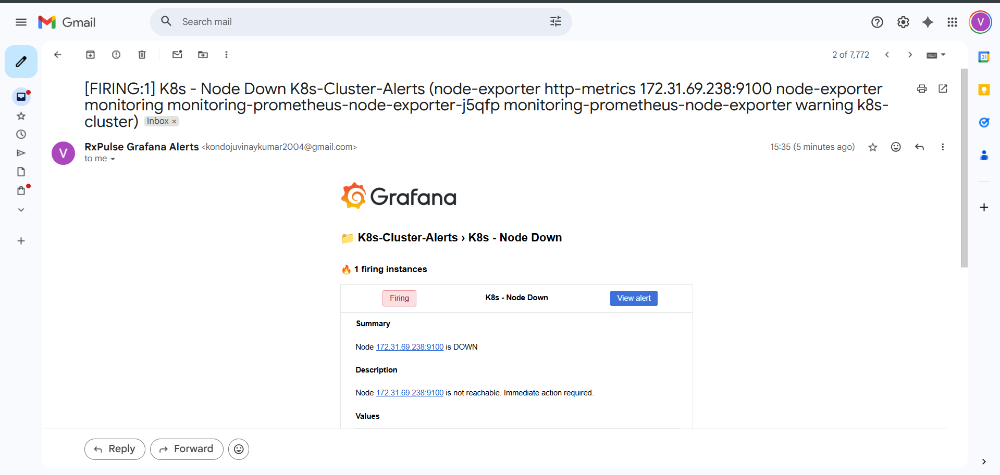 Gmail
Search mail
V
2 of 7,772
31
[FIRING:1] K8s - Node Down K8s-Cluster-Alerts (node-exporter http-metrics 172.31.69.238:9100 node-exporter
monitoring monitoring-prometheus-node-exporter-j5qfp monitoring-prometheus-node-exporter warning k8s-
cluster) Inbox ×
V
RxPulse Grafana Alerts <kondojuvinaykumar2004@gmail.com>
15:35 (5 minutes ago)
to me
Grafana
K8s-Cluster-Alerts › K8s - Node Down
1 firing instances
Firing
K8s - Node Down
View alert
Summary
Node 172.31.69.238:9100 is DOWN
Description
Node 172.31.69.238:9100 is not reachable. Immediate action required.
Values
Reply
Forward